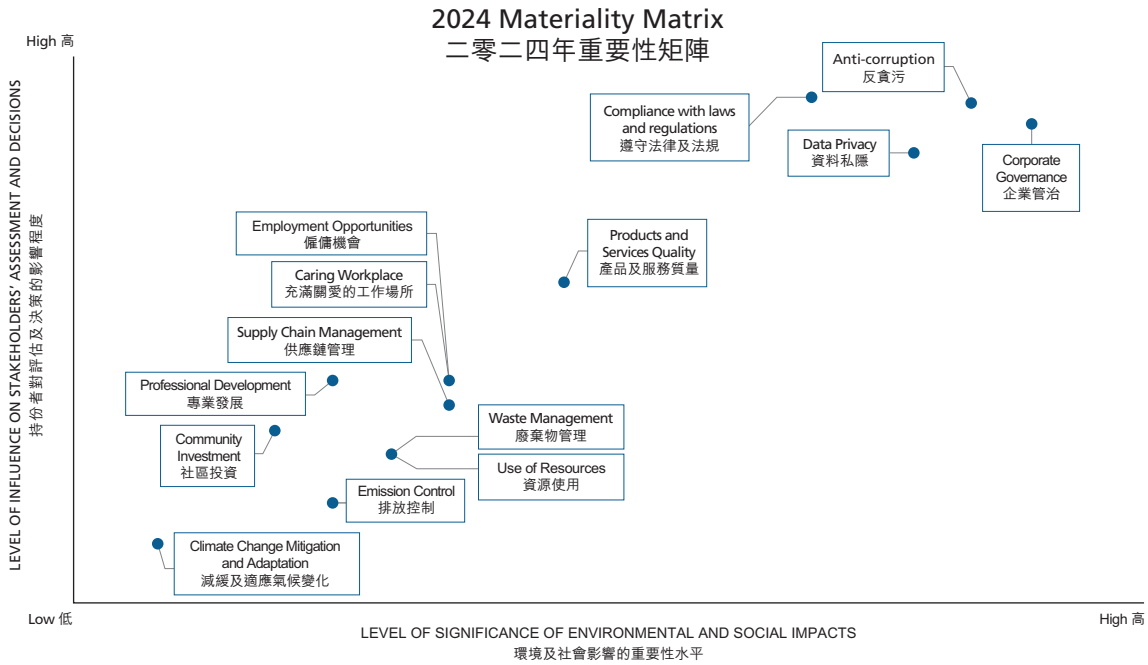 2024 Materiality Matrix
二零二四年重要性矩陣
High 高
LEVEL OF INFLUENCE ON STAKEHOLDERS' ASSESSMENT AND DECISIONS
持份者對評估及決策的影響程度
Anti-corruption
反貪污
Compliance with laws
and regulations
遵守法律及法規
Data Privacy
資料私隱
Corporate
Governance
企業管治
Employment Opportunities
僱傭機會
Products and
Services Quality
產品及服務質量
Caring Workplace
充滿關愛的工作場所
Supply Chain Management
供應鏈管理
Professional Development
專業發展
Waste Management
廢棄物管理
Community
Investment
社區投資
Use of Resources
資源使用
Emission Control
排放控制
Climate Change Mitigation
and Adaptation
減緩及適應氣候變化
Low 低
High 高
LEVEL OF SIGNIFICANCE OF ENVIRONMENTAL AND SOCIAL IMPACTS
環境及社會影響的重要性水平